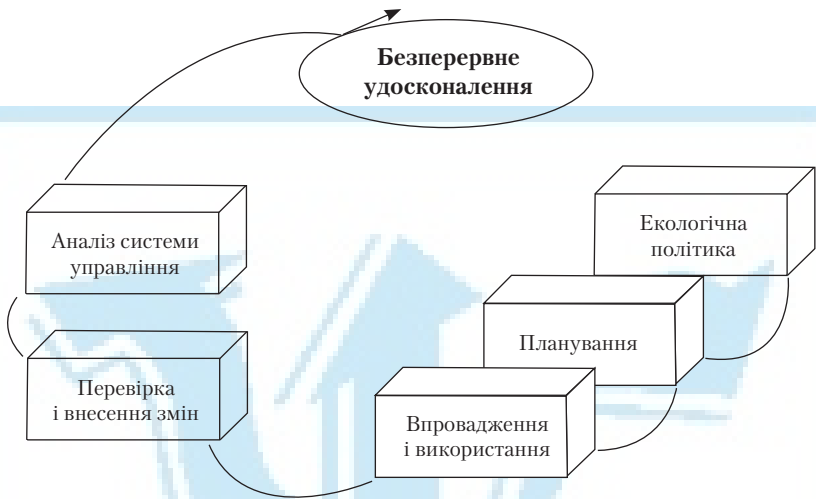 Безперервне
удосконалення
Аналіз системи
управління
Екологічна
політика
Планування
Перевірка
і внесення змін
Впровадження
і використання